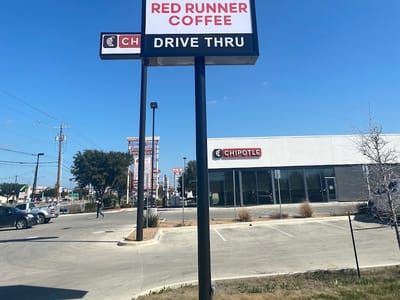 RED RUNNER
COFFEE
DRIVE THRU
CH
CHIPOTLE